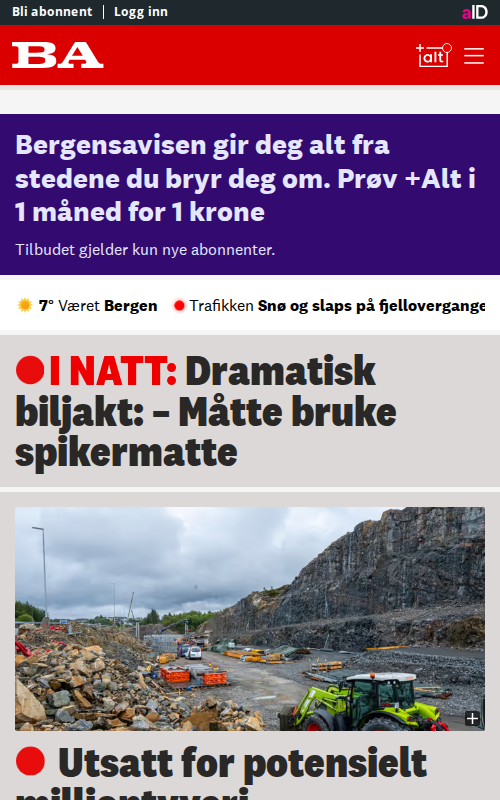 Bli abonnent | Logg inn
aID
BA
+alt
Bergensavisen gir deg alt fra
stedene du bryr deg om. Prøv +Alt i
1 måned for 1 krone
Tilbudet gjelder kun nye abonnenter.
7° Været Bergen Trafikken Snø og slaps på fjellovergange
I NATT: Dramatisk
biljakt: – Måtte bruke
spikermatte
Utsatt for potensielt
milliontyveri